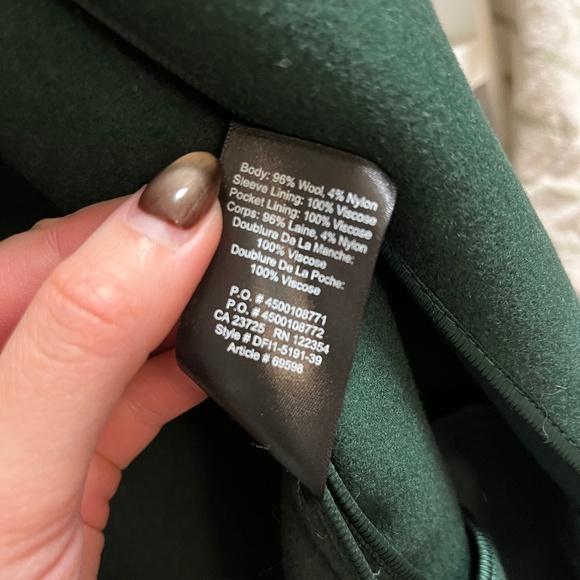 Body: 96% Wool, 4% Nylon
Sleeve Lining: 100% Viscose
Pocket Lining: 100% Viscose
Corps: 96% Laine, 4% Nylon
Doublure De La Manche:
100% Viscose
Doublure De La Poche:
100% Viscose
P.O. # 4500108771
P.O. # 4500108772
CA 23725 RN 122354
Style # DFI1-5191-39
Article # 69598